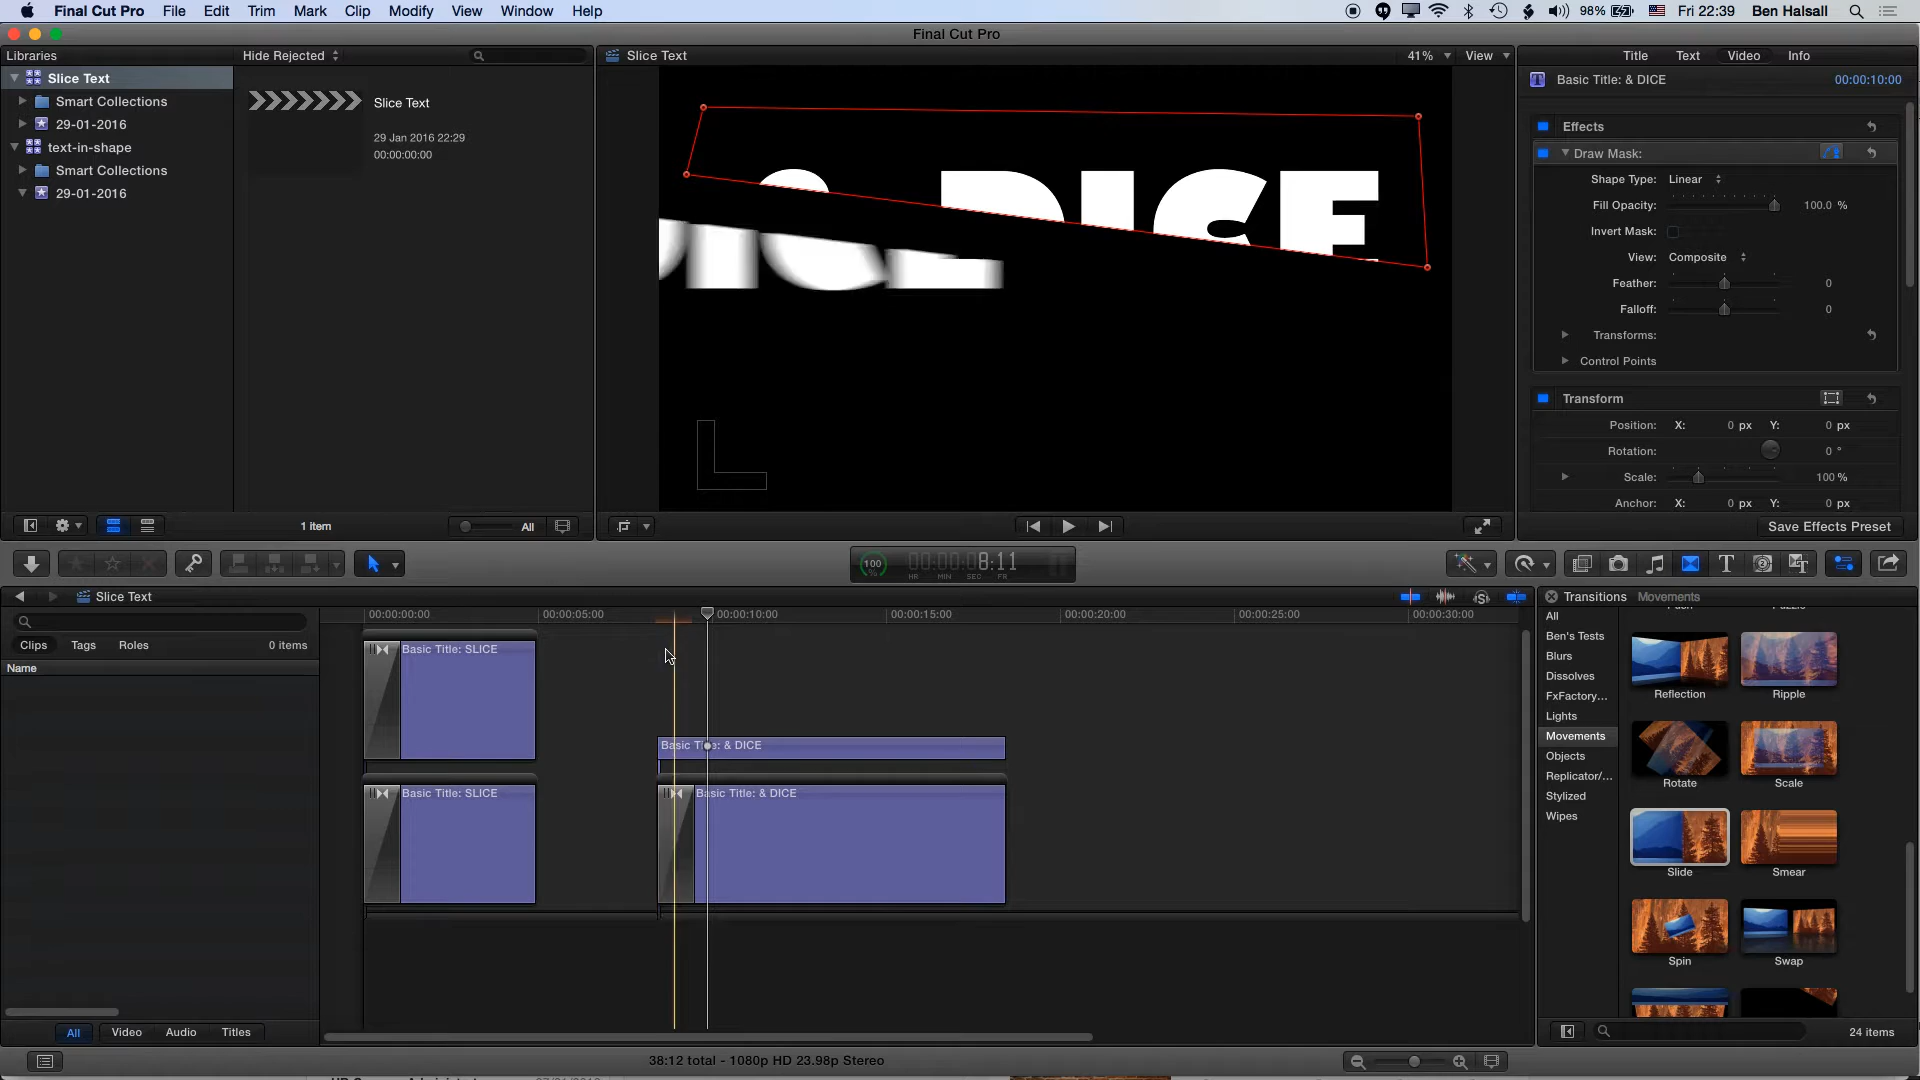 Final Cut Pro File Edit Trim Mark Clip Modify View Window Help
98% Fri 22:39 Ben Halsall
Final Cut Pro
Libraries
Hide Rejected
Slice Text
41%
View
Title Text Video Info
Slice Text
Smart Collections
29-01-2016
text-in-shape
Smart Collections
29-01-2016
Slice Text
29 Jan 2016 22:29
00:00:00:00
& DICE
Basic Title: & DICE 00:00:10:00
Effects
Draw Mask:
Shape Type: Linear
Fill Opacity: 100.0 %
Invert Mask:
View: Composite
Feather: 0
Falloff: 0
Transforms:
Control Points
Transform
Position: X: 0 px Y: 0 px
Rotation: 0 °
Scale: 100 %
Anchor: X: 0 px Y: 0 px
Save Effects Preset
1 item
All
100
%
00:00:08:11
HR MIN SEC FR
Slice Text
Clips Tags Roles 0 items
Name
00:00:00:00 00:00:05:00 00:00:10:00 00:00:15:00 00:00:20:00 00:00:25:00 00:00:30:00
Basic Title: SLICE
Basic Title: & DICE
Basic Title: SLICE
Basic Title: & DICE
All Video Audio Titles
38:12 total - 1080p HD 23.98p Stereo
Transitions Movements
All
Ben's Tests
Blurs
Dissolves
FxFactory...
Lights
Movements
Objects
Replicator/...
Stylized
Wipes
Reflection Ripple
Rotate Scale
Slide Smear
Spin Swap
24 items